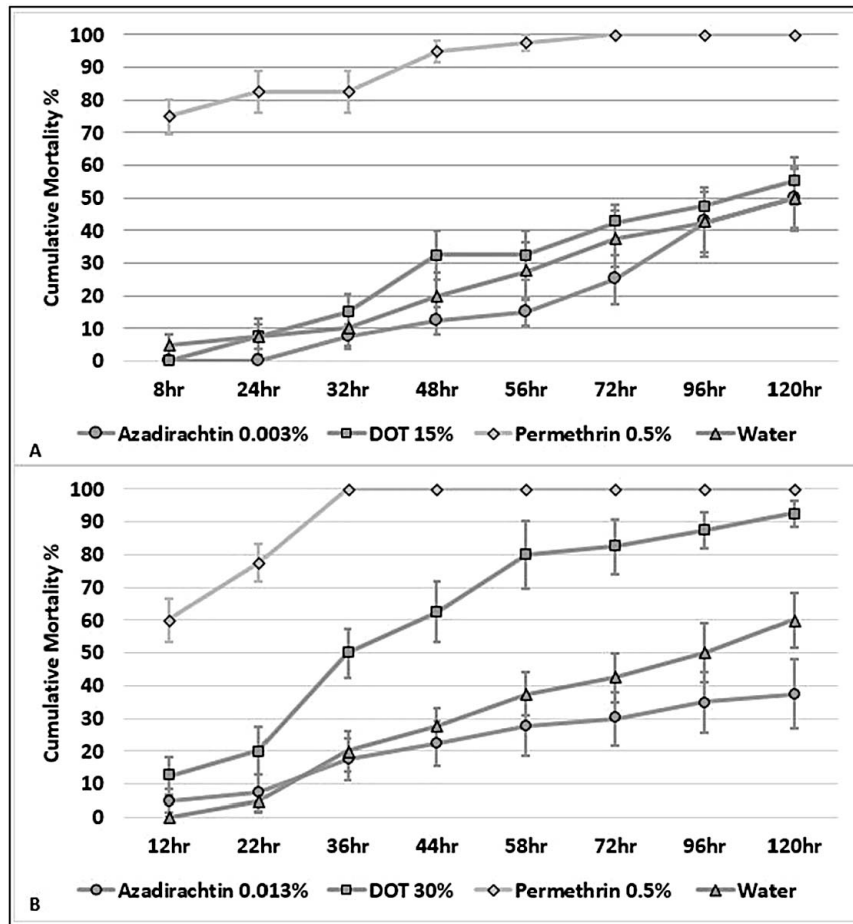 100
90
80
70
60
50
40
30
20
10
0
Cumulative Mortality %
8hr 24hr 32hr 48hr 56hr 72hr 96hr 120hr
Azadirachtin 0.003% DOT 15% Permethrin 0.5% Water
A
100
90
80
70
60
50
40
30
20
10
0
Cumulative Mortality %
12hr 22hr 36hr 44hr 58hr 72hr 96hr 120hr
Azadirachtin 0.013% DOT 30% Permethrin 0.5% Water
B